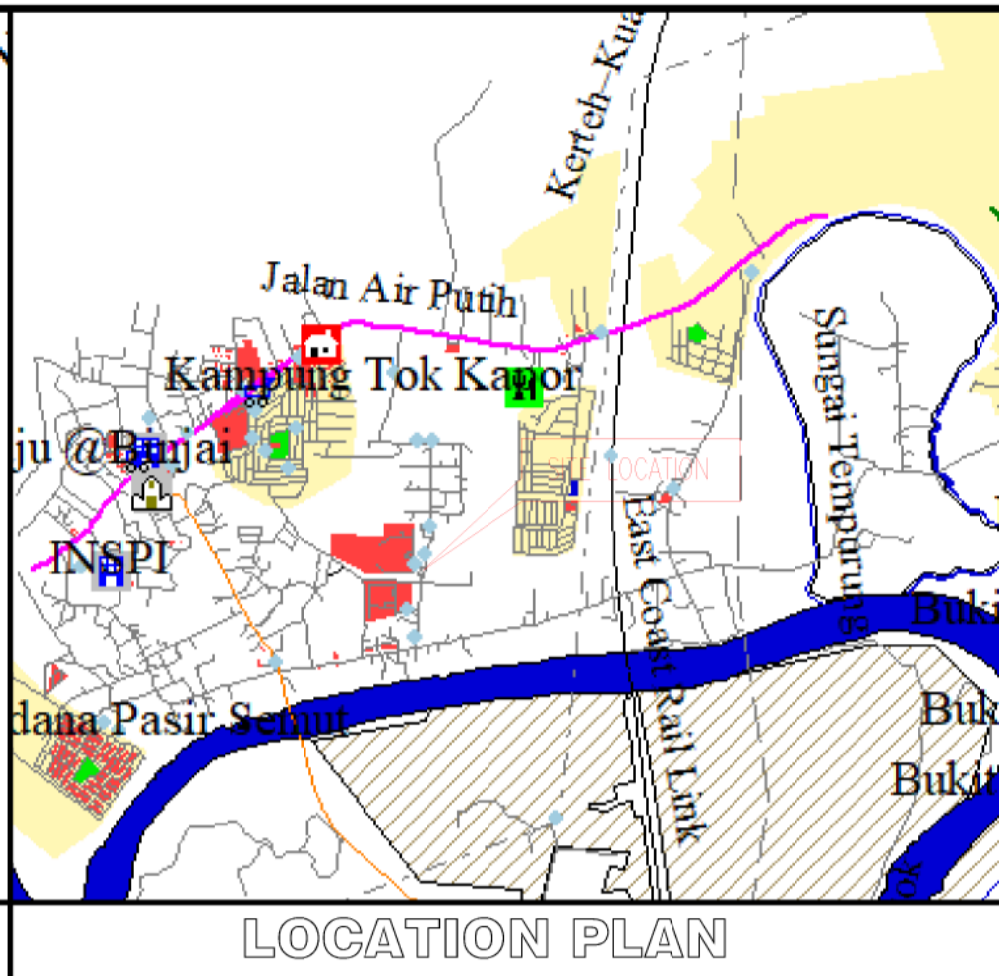 Kerteh-Kua
Jalan Air Putih
Kampung Tok Kapor
ju @Binjai
SITE LOCATION
INSPI
Sungai Tempurung
East Coast Rail Link
Buki
dana Pasir Semut
Buk
Bukit
ok
LOCATION PLAN